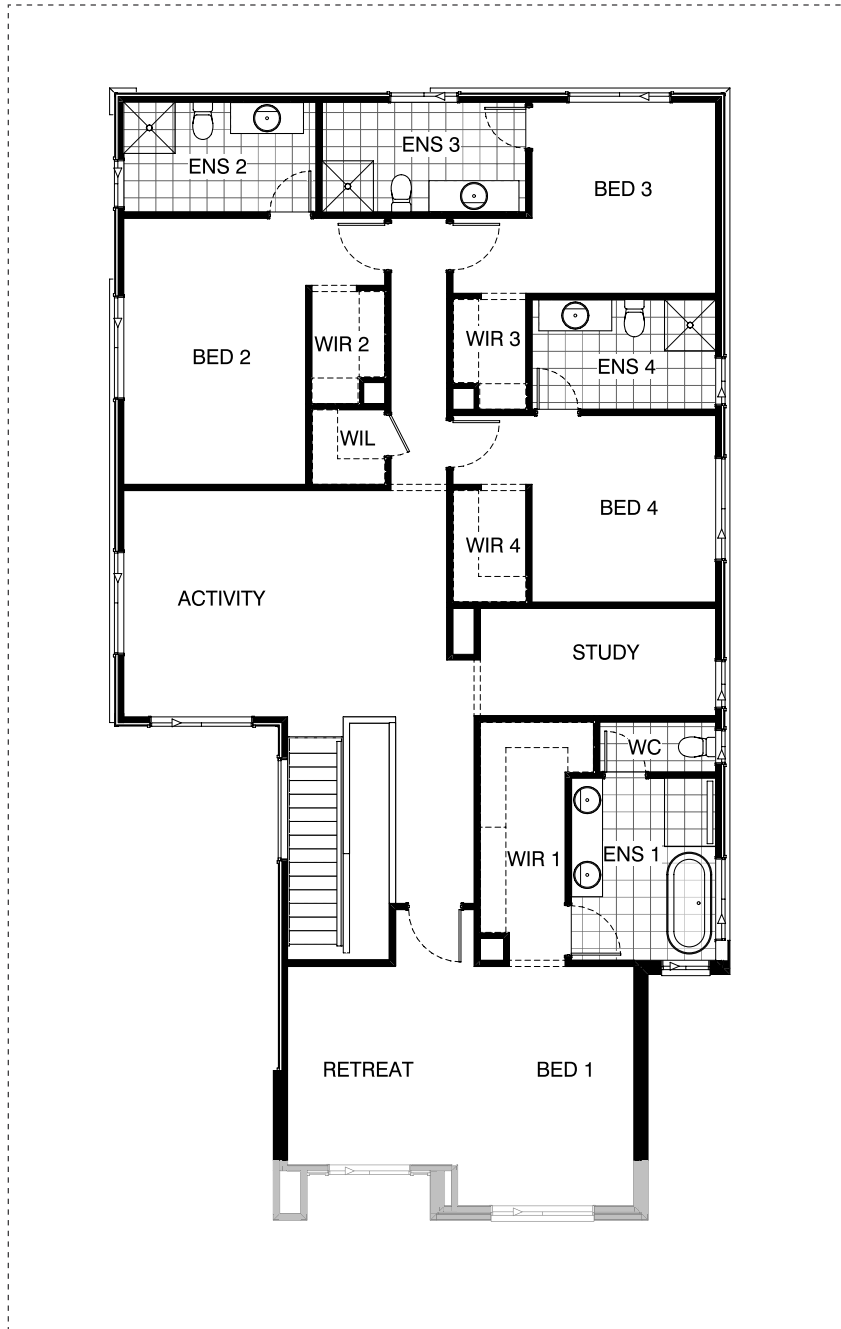 ENS 2
ENS 3
BED 3
BED 2
WIR 2
WIR 3
ENS 4
WIL
BED 4
WIR 4
ACTIVITY
STUDY
WC
WIR 1
ENS 1
RETREAT
BED 1